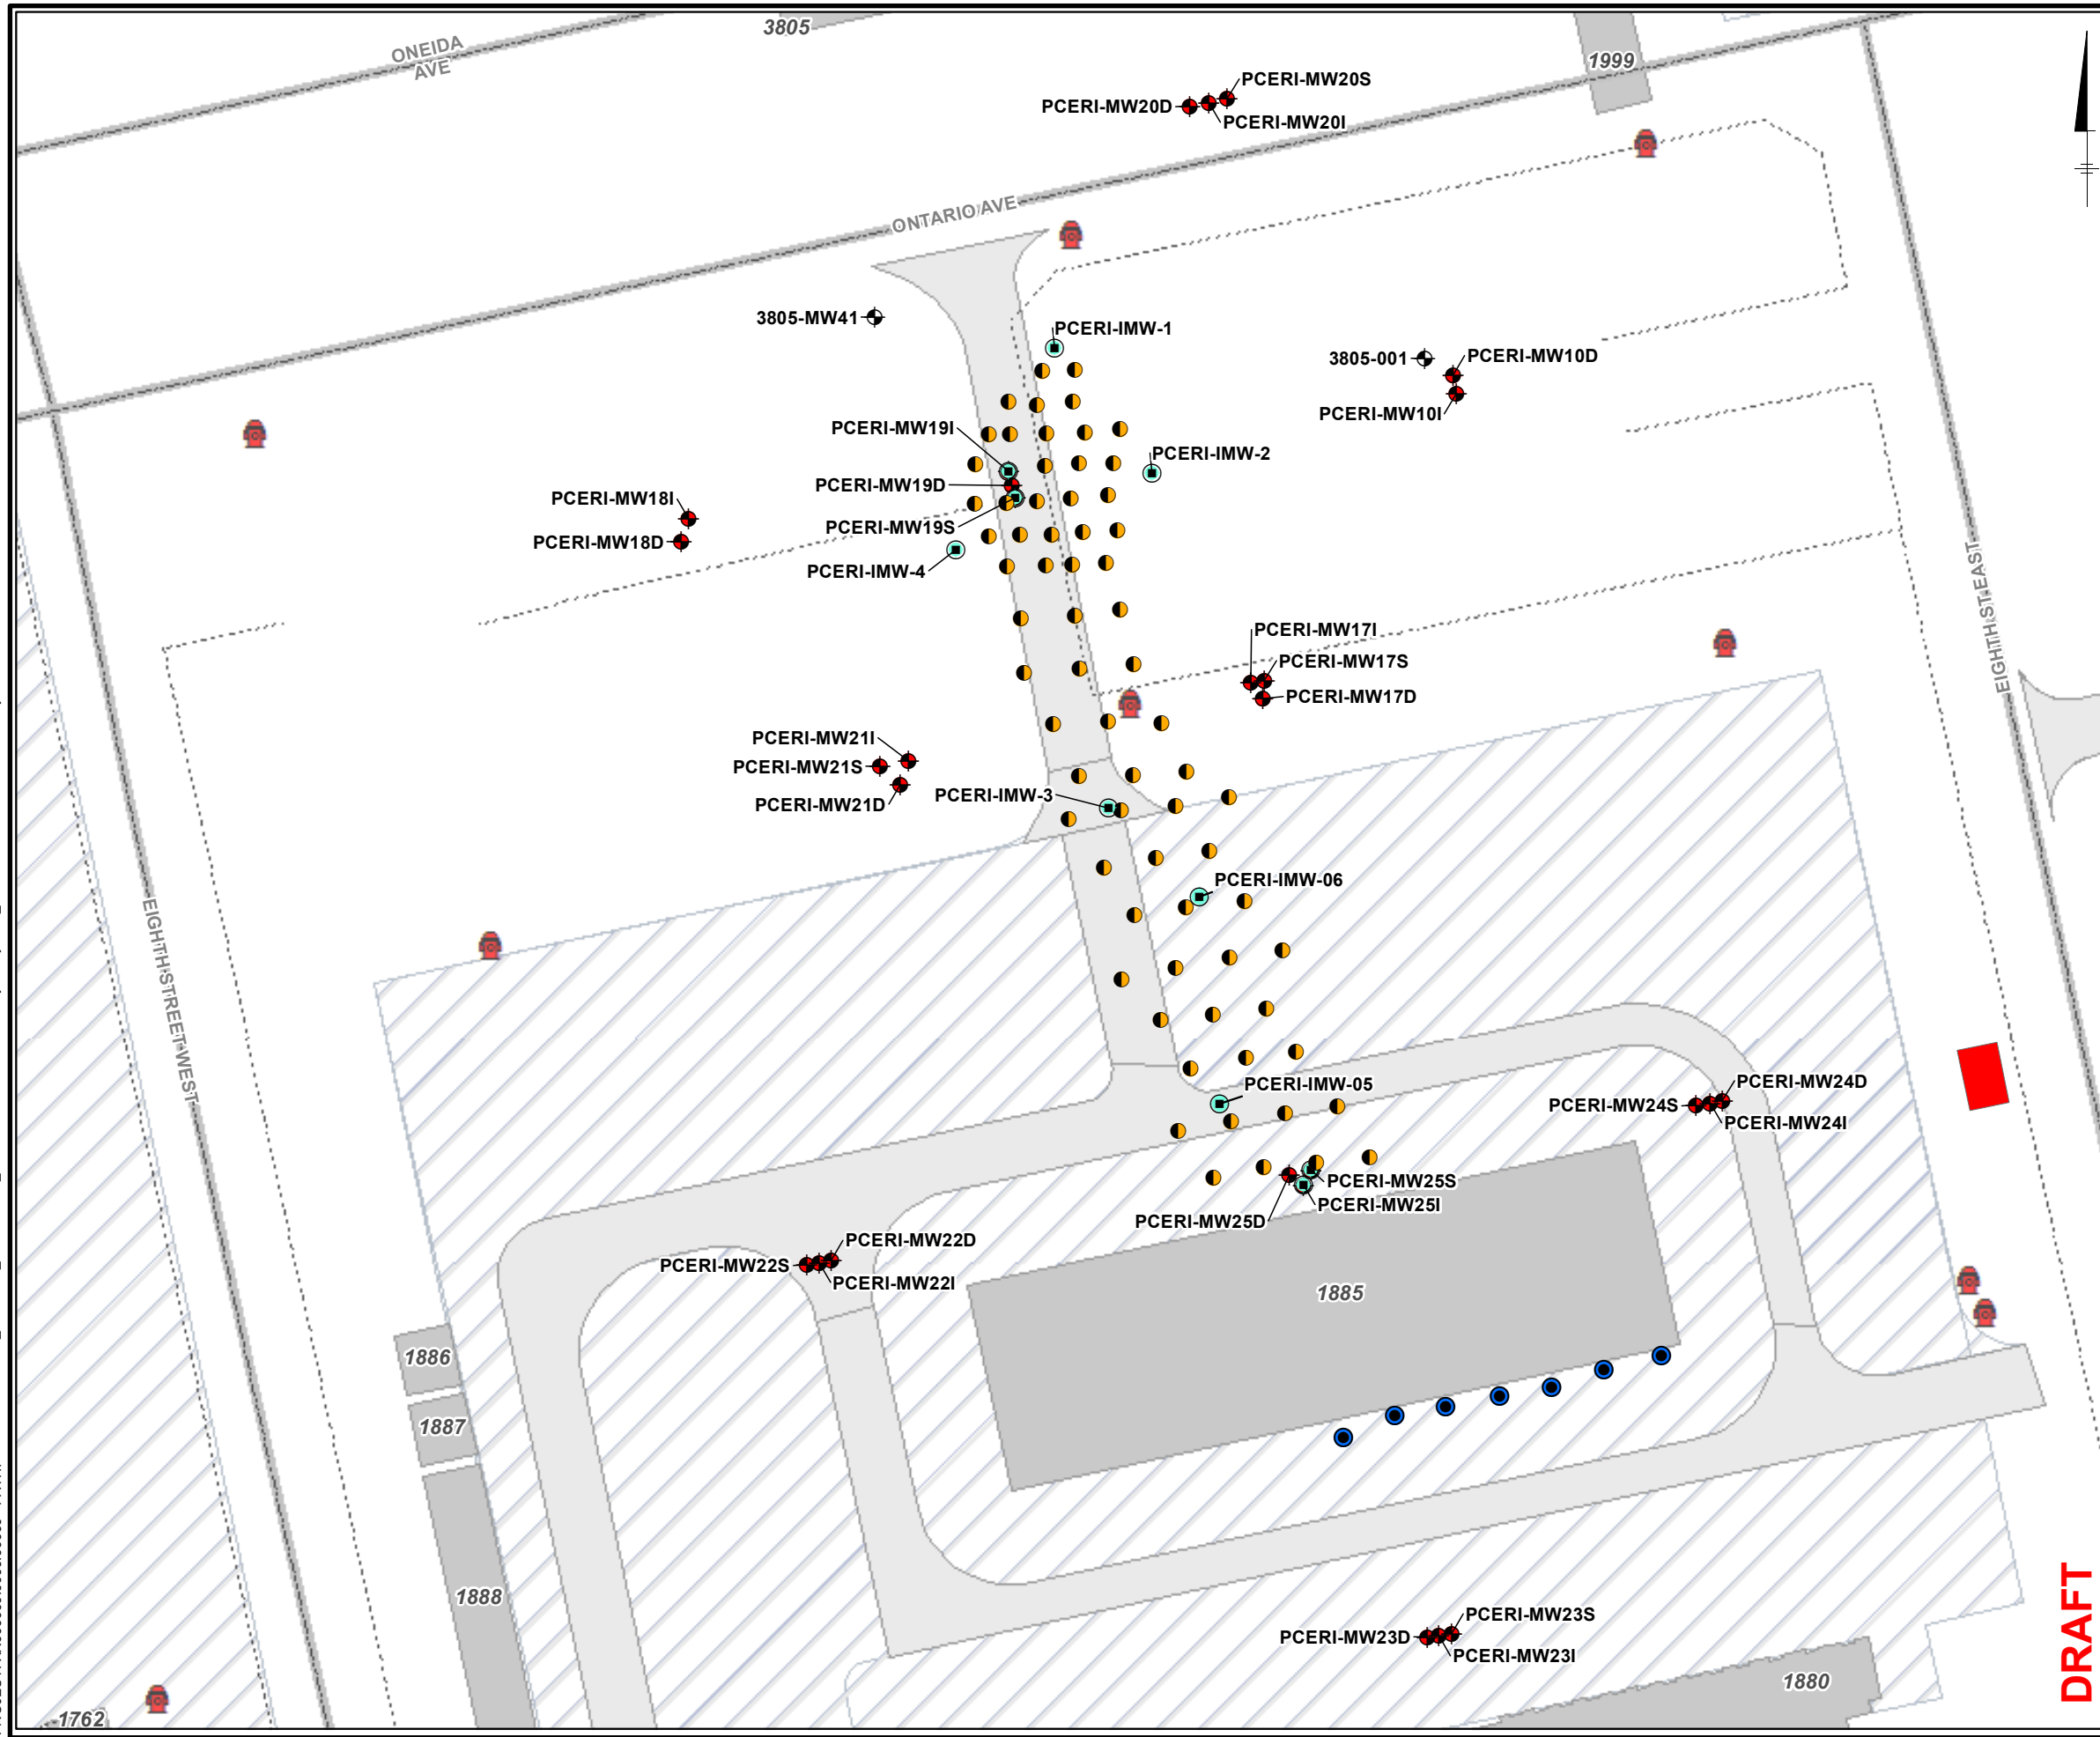 3805
ONEIDA
AVE
1999
PCERI-MW20S
PCERI-MW20D
PCERI-MW20I
ONTARIO AVE
3805-MW41
PCERI-IMW-1
3805-001
PCERI-MW10D
PCERI-MW10I
PCERI-MW19I
PCERI-IMW-2
PCERI-MW19D
PCERI-MW18I
PCERI-MW19S
PCERI-MW18D
PCERI-IMW-4
EIGHTH ST-EAST
PCERI-MW17I
PCERI-MW17S
PCERI-MW17D
PCERI-MW21I
PCERI-MW21S
PCERI-MW21D
PCERI-IMW-3
PCERI-IMW-06
EIGHTH STREET WEST
PCERI-IMW-05
PCERI-MW24D
PCERI-MW24S
PCERI-MW24I
PCERI-MW25S
PCERI-MW25I
PCERI-MW25D
PCERI-MW22D
PCERI-MW22S
PCERI-MW22I
1885
1886
1887
1888
PCERI-MW23S
PCERI-MW23D
PCERI-MW23I
1880
1762
DRAFT